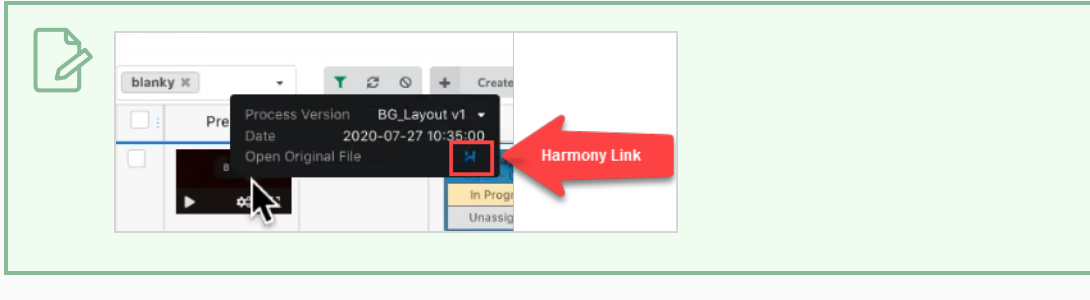 blanky ×
Create
Pre
Process Version BG_Layout v1
Date 2020-07-27 10:35:00
Open Original File
Harmony Link
B
In Progr
Unassig